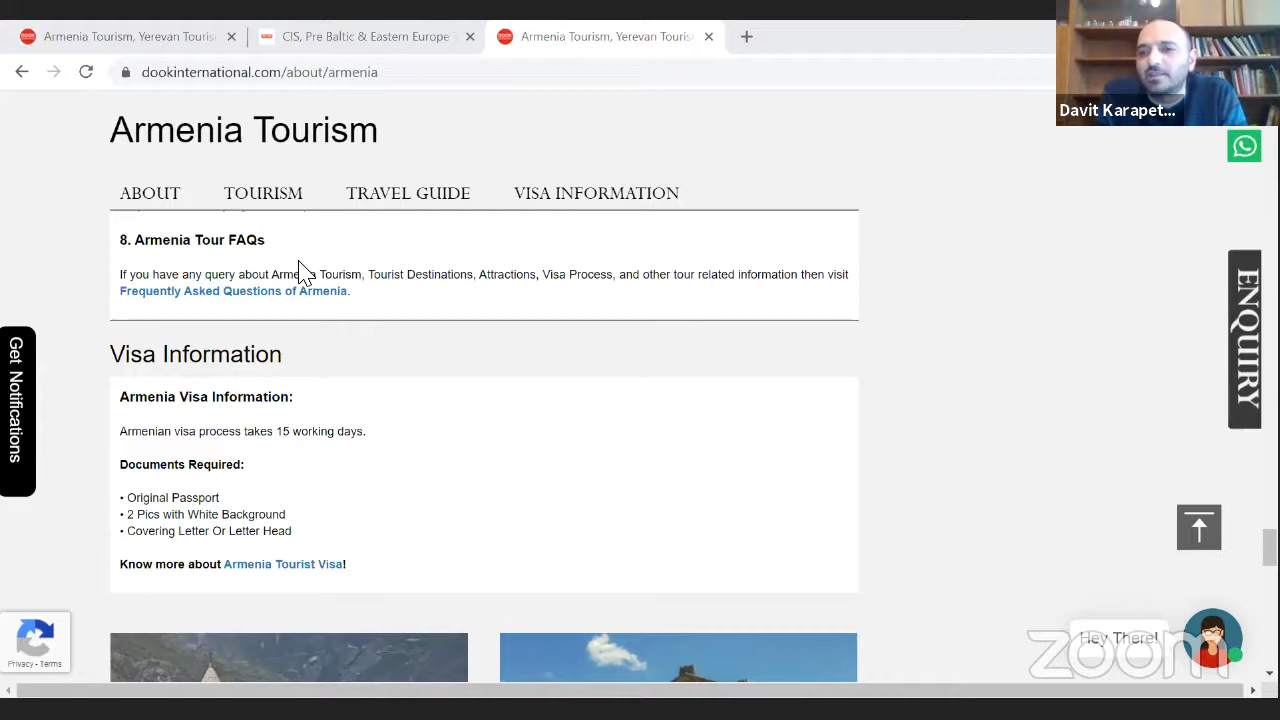 Armenia Tourism, Yerevan Touris
CIS, Pre Baltic & Eastern Europe
Armenia Tourism, Yerevan Touris
dookinternational.com/about/armenia
Davit Karapet...
Armenia Tourism
ABOUT TOURISM TRAVEL GUIDE VISA INFORMATION
8. Armenia Tour FAQs
If you have any query about Armenia Tourism, Tourist Destinations, Attractions, Visa Process, and other tour related information then visit
Frequently Asked Questions of Armenia.
ENQUIRY
Get Notifications
Visa Information
Armenia Visa Information:
Armenian visa process takes 15 working days.
Documents Required:
• Original Passport
• 2 Pics with White Background
• Covering Letter Or Letter Head
Know more about Armenia Tourist Visa!
Privacy • Terms
Hey There!
zoom